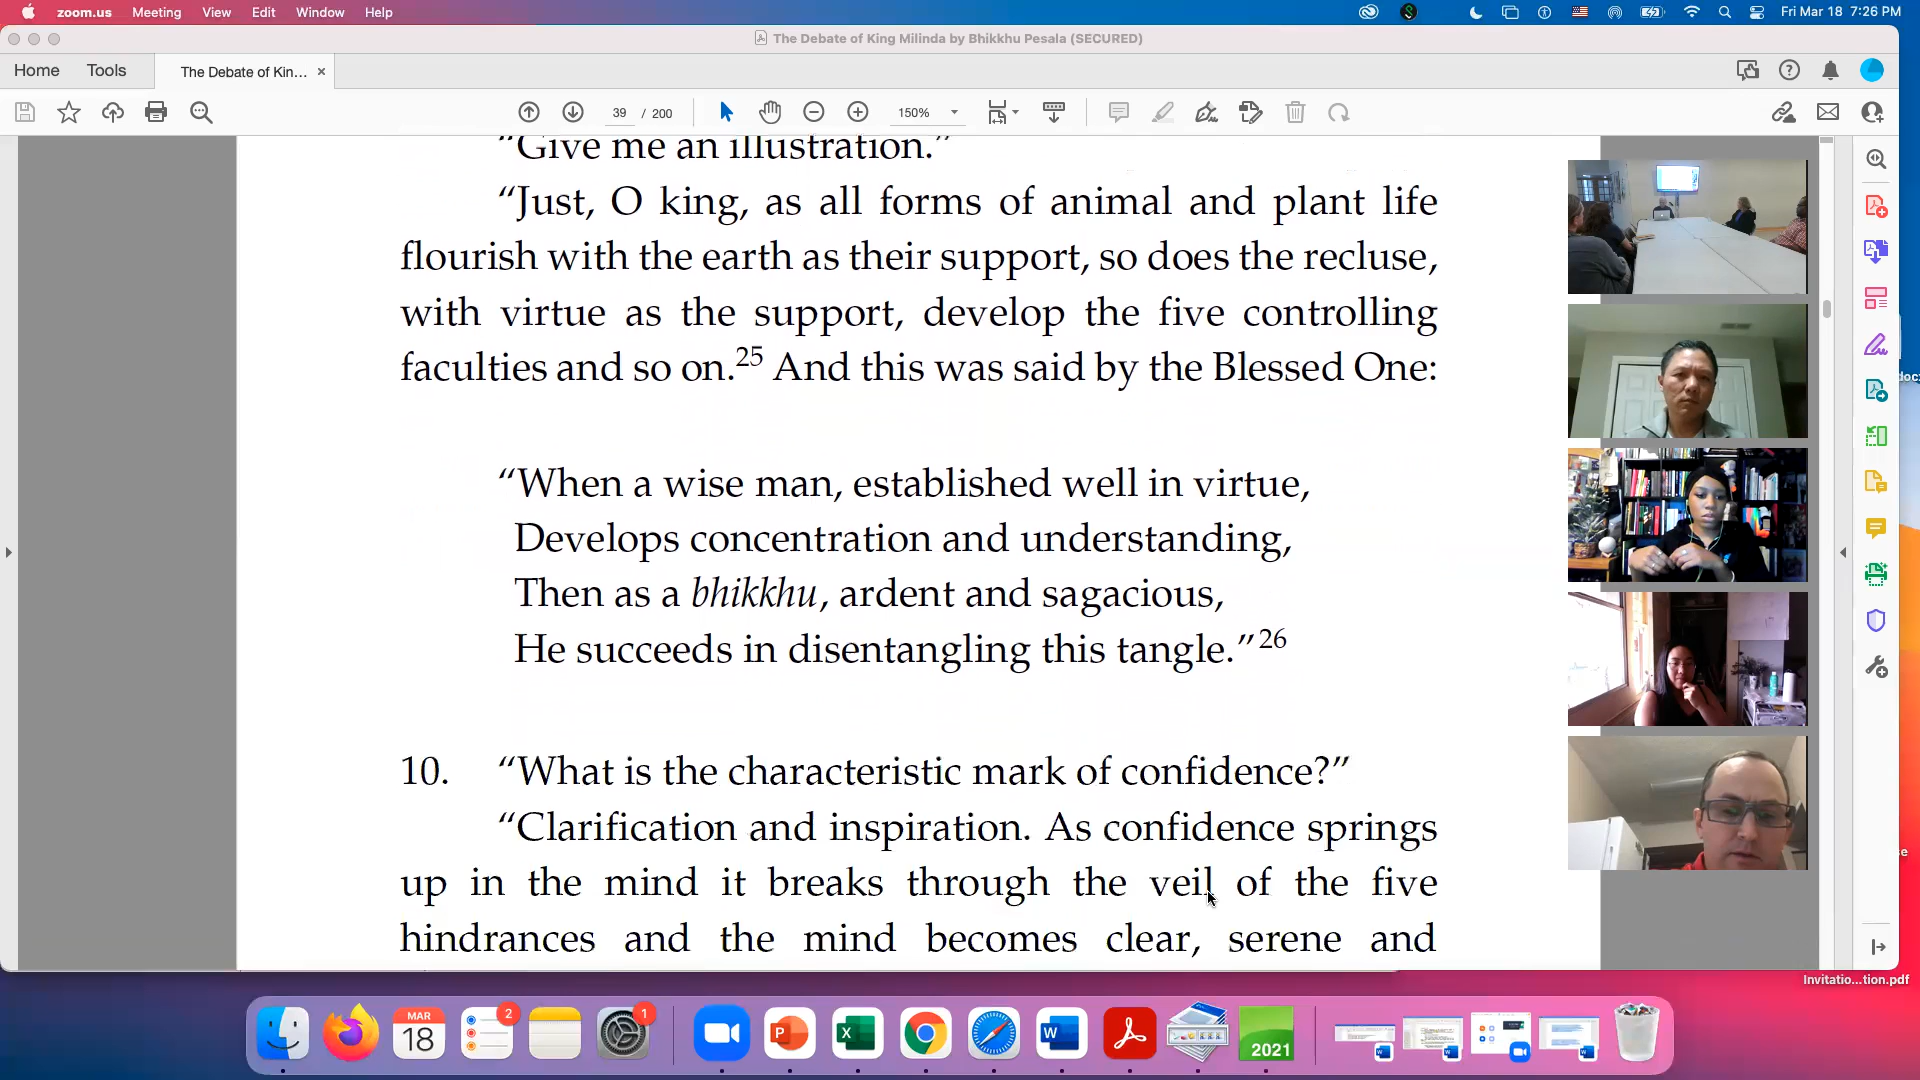 zoom.us Meeting View Edit Window Help Fri Mar 18 7:26 PM
The Debate of King Milinda by Bhikkhu Pesala (SECURED)
Home Tools The Debate of Kin... ×
39 / 200 150%
“Give me an illustration.”
“Just, O king, as all forms of animal and plant life
flourish with the earth as their support, so does the recluse,
with virtue as the support, develop the five controlling
faculties and so on.25 And this was said by the Blessed One:
“When a wise man, established well in virtue,
Develops concentration and understanding,
Then as a bhikkhu, ardent and sagacious,
He succeeds in disentangling this tangle.”26
10. “What is the characteristic mark of confidence?”
“Clarification and inspiration. As confidence springs
up in the mind it breaks through the veil of the five
hindrances and the mind becomes clear, serene and
Invitatio...tion.pdf
MAR
18
2
1
2021